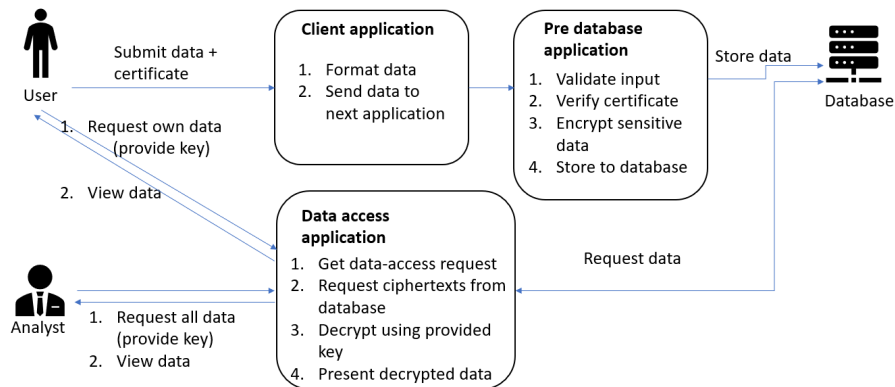 Client application
1. Format data
2. Send data to
next application
Pre database
application
1. Validate input
2. Verify certificate
3. Encrypt sensitive
data
4. Store to database
Submit data +
certificate
Store data
User
Database
1. Request own data
(provide key)
2. View data
Data access
application
1. Get data-access request
2. Request ciphertexts from
database
3. Decrypt using provided
key
4. Present decrypted data
Request data
Analyst
1. Request all data
(provide key)
2. View data